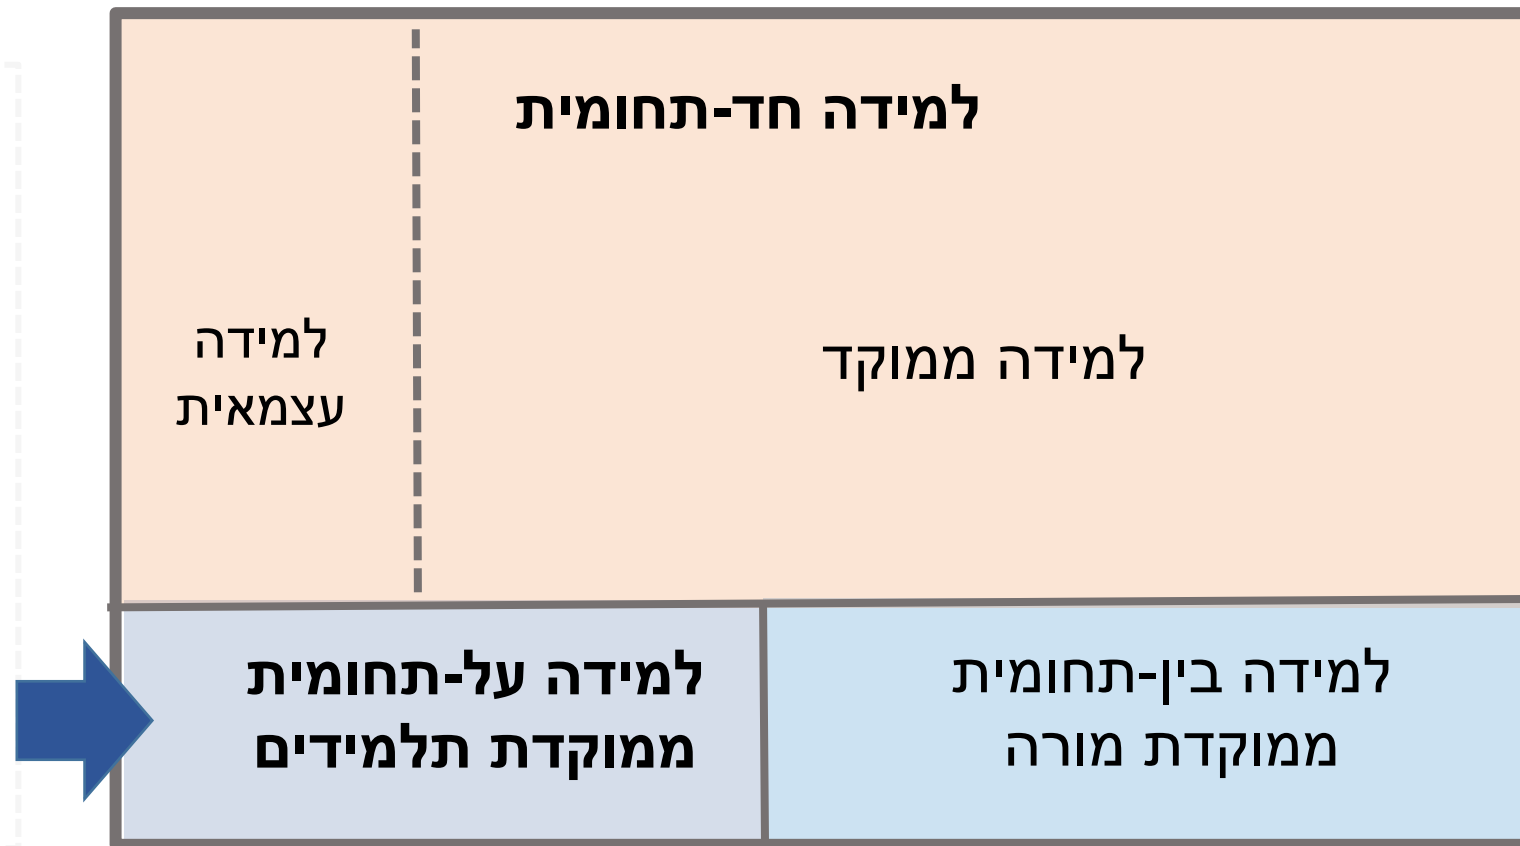 למידה חד-תחומית
למידה ממוקד
למידה
עצמאית
למידה בין-תחומית
ממוקדת מורה
למידה על-תחומית
ממוקדת תלמידים